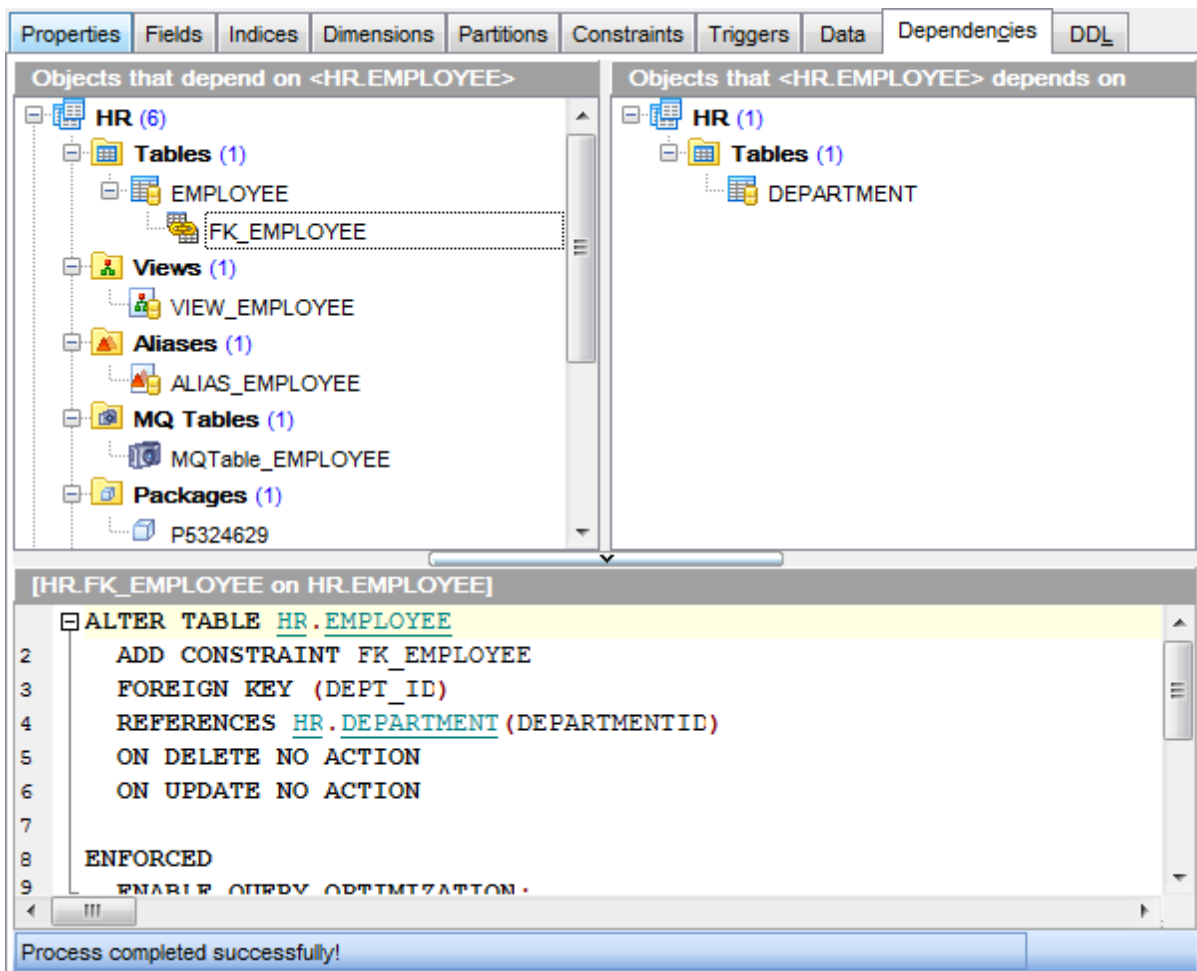 Properties Fields Indices Dimensions Partitions Constraints Triggers Data Dependencies DDL
Objects that depend on <HR.EMPLOYEE>
HR (6)
Tables (1)
EMPLOYEE
FK_EMPLOYEE
Views (1)
VIEW_EMPLOYEE
Aliases (1)
ALIAS_EMPLOYEE
MQ Tables (1)
MQTable_EMPLOYEE
Packages (1)
P5324629
Objects that <HR.EMPLOYEE> depends on
HR (1)
Tables (1)
DEPARTMENT
[HR.FK_EMPLOYEE on HR.EMPLOYEE]
ALTER TABLE HR.EMPLOYEE
2 ADD CONSTRAINT FK_EMPLOYEE
3 FOREIGN KEY (DEPT_ID)
4 REFERENCES HR.DEPARTMENT(DEPARTMENTID)
5 ON DELETE NO ACTION
6 ON UPDATE NO ACTION
7
8 ENFORCED
9 ENABLE QUERY OPTIMIZATION;
Process completed successfully!